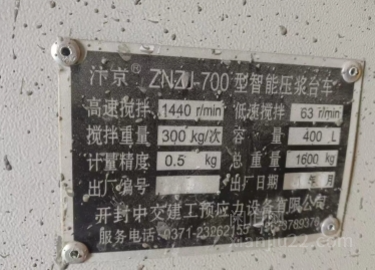 汴京® ZNZJ-700型智能压浆台车
高速搅拌 1440 r/min 低速搅拌 63 r/min
搅拌重量 300 kg/次 容量 400 L
计量精度 0.5 kg 总重量 1600 kg
出厂编号 出厂日期 年 月
开封中交建工预应力设备有限公司
服务电话：0371-23262155